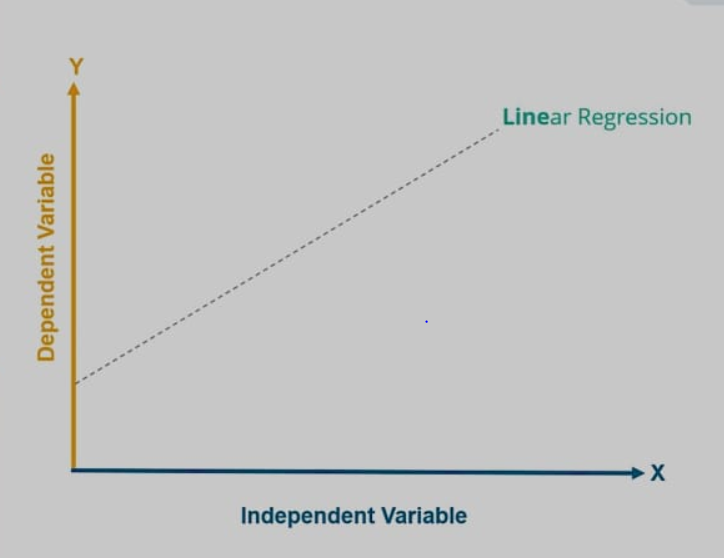 Y
Linear Regression
Dependent Variable
X
Independent Variable